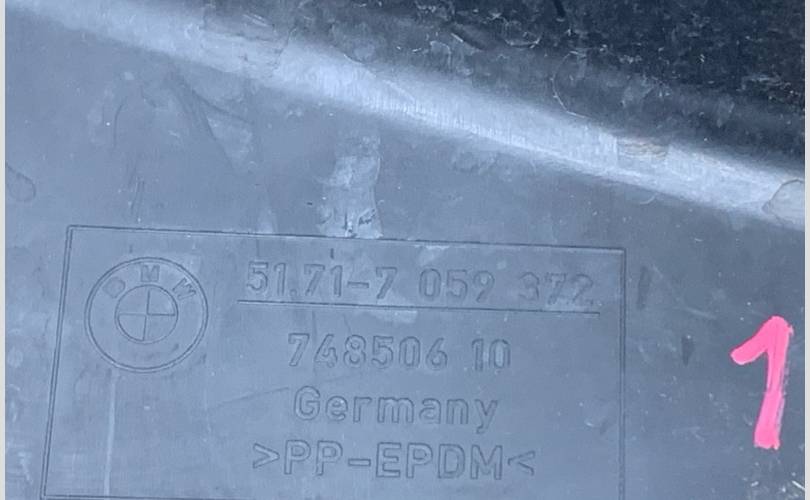 BMW
51.71-7 059 372
748506 10
Germany
>PP-EPDM<
1